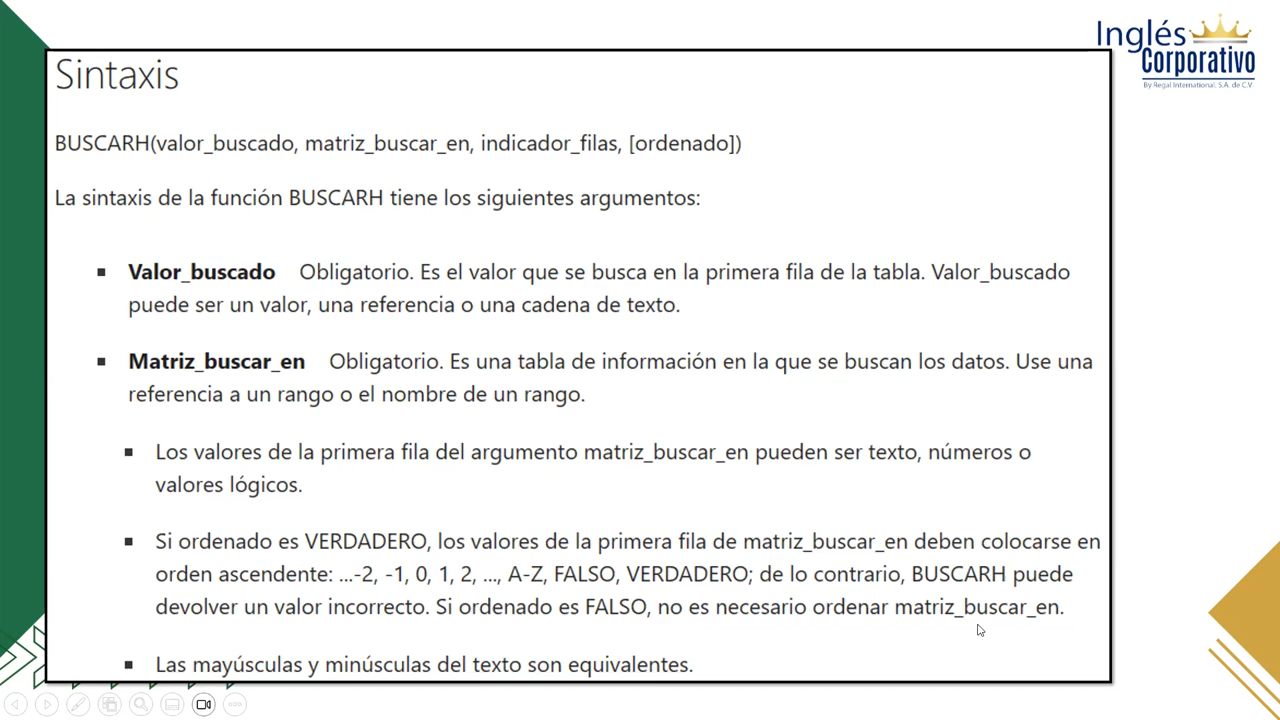 Inglés
Corporativo
By Regal International, S.A. de C.V.
Sintaxis
BUSCARH(valor_buscado, matriz_buscar_en, indicador_filas, [ordenado])
La sintaxis de la función BUSCARH tiene los siguientes argumentos:
▪ Valor_buscado Obligatorio. Es el valor que se busca en la primera fila de la tabla. Valor_buscado
puede ser un valor, una referencia o una cadena de texto.
▪ Matriz_buscar_en Obligatorio. Es una tabla de información en la que se buscan los datos. Use una
referencia a un rango o el nombre de un rango.
▪ Los valores de la primera fila del argumento matriz_buscar_en pueden ser texto, números o
valores lógicos.
▪ Si ordenado es VERDADERO, los valores de la primera fila de matriz_buscar_en deben colocarse en
orden ascendente: ...-2, -1, 0, 1, 2, ..., A-Z, FALSO, VERDADERO; de lo contrario, BUSCARH puede
devolver un valor incorrecto. Si ordenado es FALSO, no es necesario ordenar matriz_buscar_en.
▪ Las mayúsculas y minúsculas del texto son equivalentes.